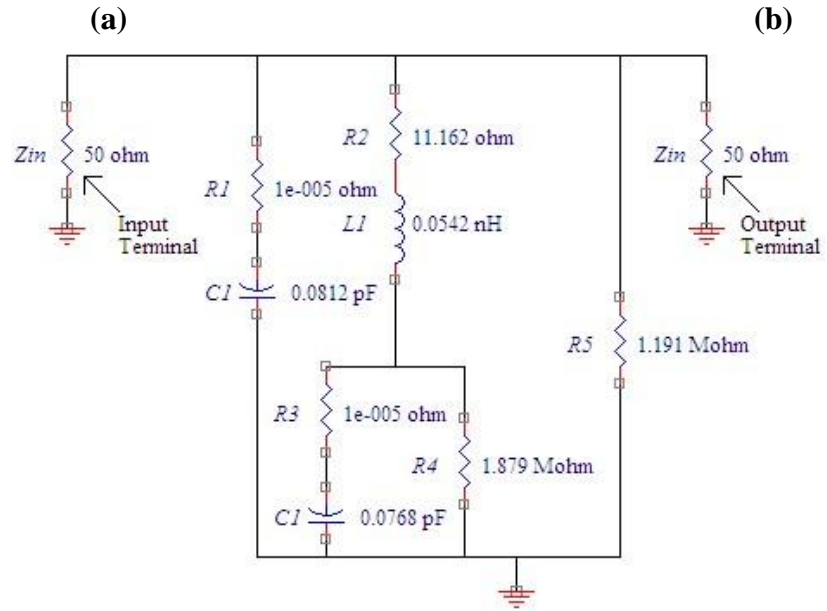 (a)
(b)
Zin 50 ohm
Input
Terminal
R1 1e-005 ohm
C1 0.0812 pF
R2 11.162 ohm
L1 0.0542 nH
R3 1e-005 ohm
C1 0.0768 pF
R4 1.879 Mohm
R5 1.191 Mohm
Zin 50 ohm
Output
Terminal